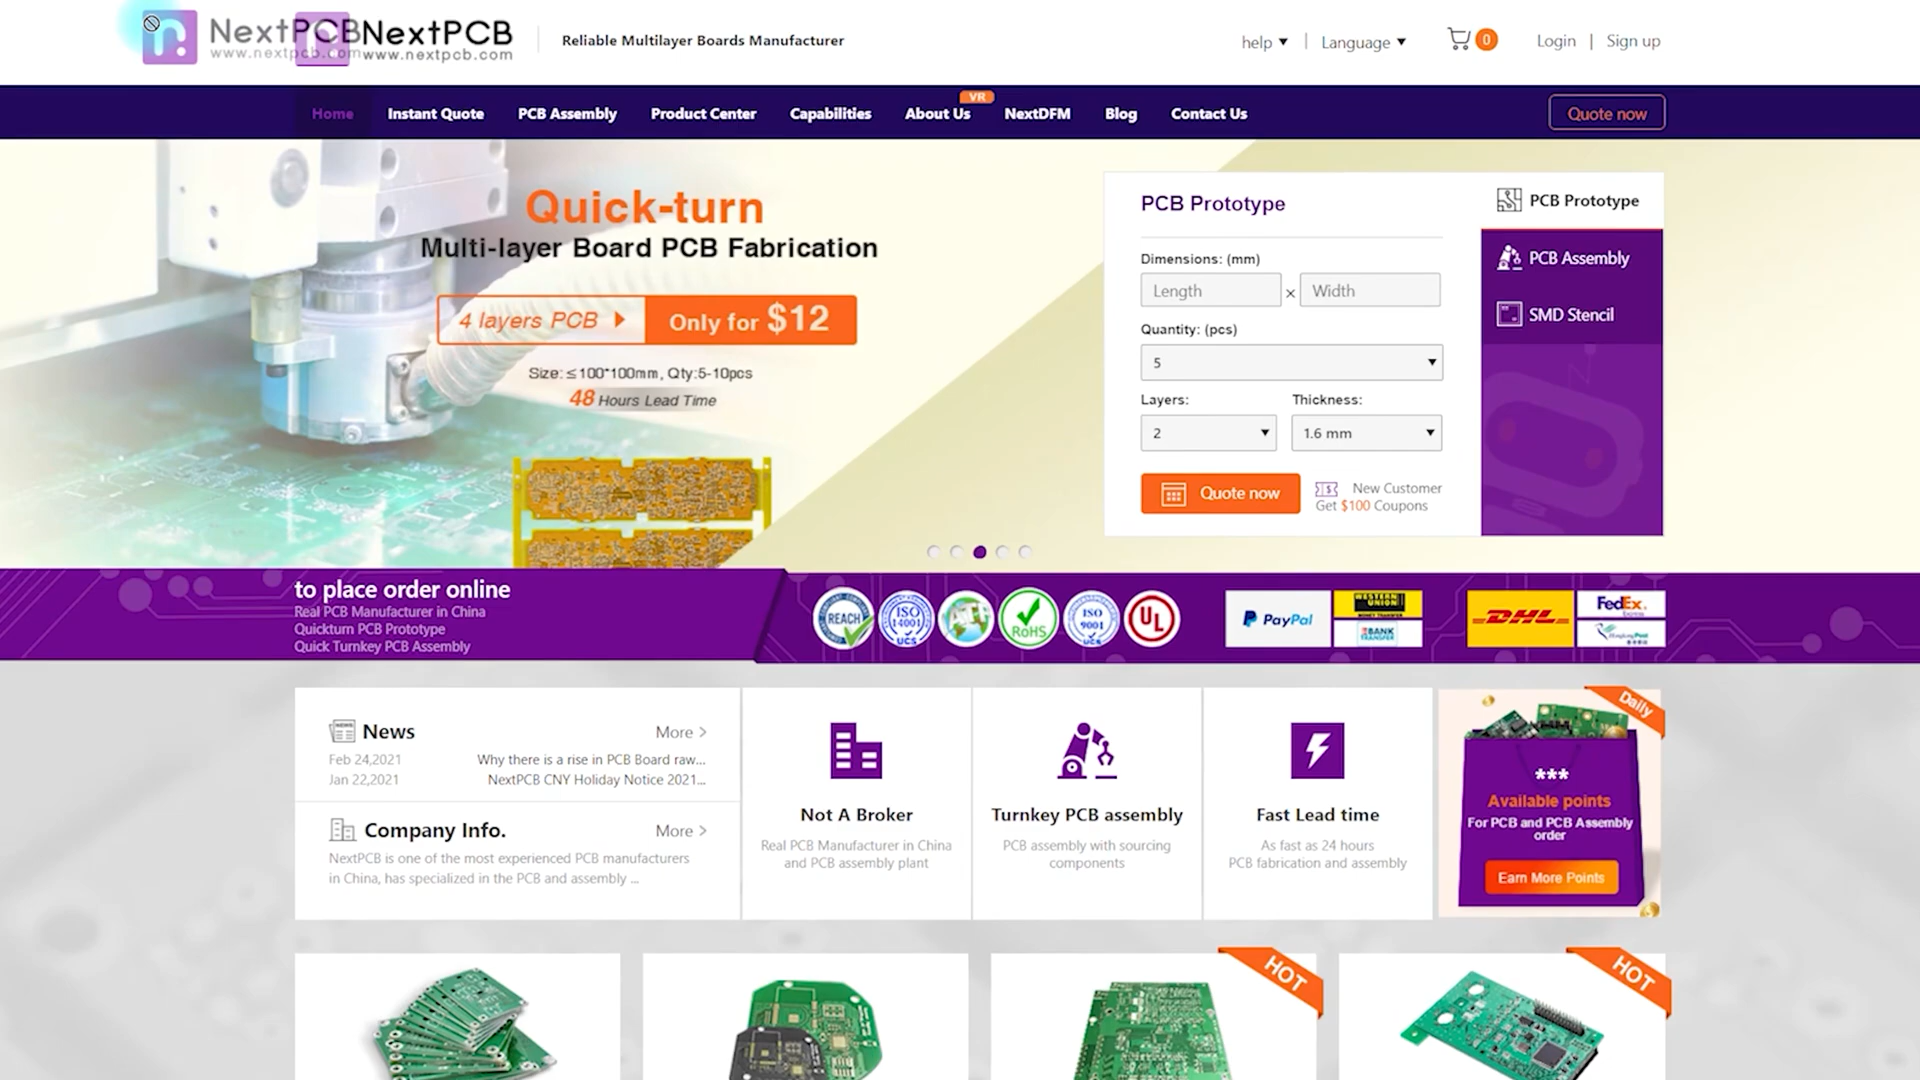 NextPCB
www.nextpcb.com
NextPCB
www.nextpcb.com
Reliable Multilayer Boards Manufacturer
help
Language
0
Login | Sign up
Home
Instant Quote
PCB Assembly
Product Center
Capabilities
About Us
VR
NextDFM
Blog
Contact Us
Quote now
Quick-turn
Multi-layer Board PCB Fabrication
4 layers PCB
Only for $12
Size: ≤100*100mm, Qty:5-10pcs
48 Hours Lead Time
PCB Prototype
Dimensions: (mm)
Length × Width
Quantity: (pcs)
5
Layers: Thickness:
2 1.6 mm
Quote now
New Customer
Get $100 Coupons
PCB Prototype
PCB Assembly
SMD Stencil
to place order online
Real PCB Manufacturer in China
Quickturn PCB Prototype
Quick Turnkey PCB Assembly
REACH
ISO
14001
UCS
RoHS
ISO
9001
UCS
UL
PayPal
WESTERN
UNION
BANK
TRANSFER
DHL
FedEx
News
More >
Feb 24,2021 Why there is a rise in PCB Board raw...
Jan 22,2021 NextPCB CNY Holiday Notice 2021...
Company Info.
More >
NextPCB is one of the most experienced PCB manufacturers
in China, has specialized in the PCB and assembly ...
Not A Broker
Real PCB Manufacturer in China
and PCB assembly plant
Turnkey PCB assembly
PCB assembly with sourcing
components
Fast Lead time
As fast as 24 hours
PCB fabrication and assembly
Daily
***
Available points
For PCB and PCB Assembly
order
Earn More Points
HOT
HOT